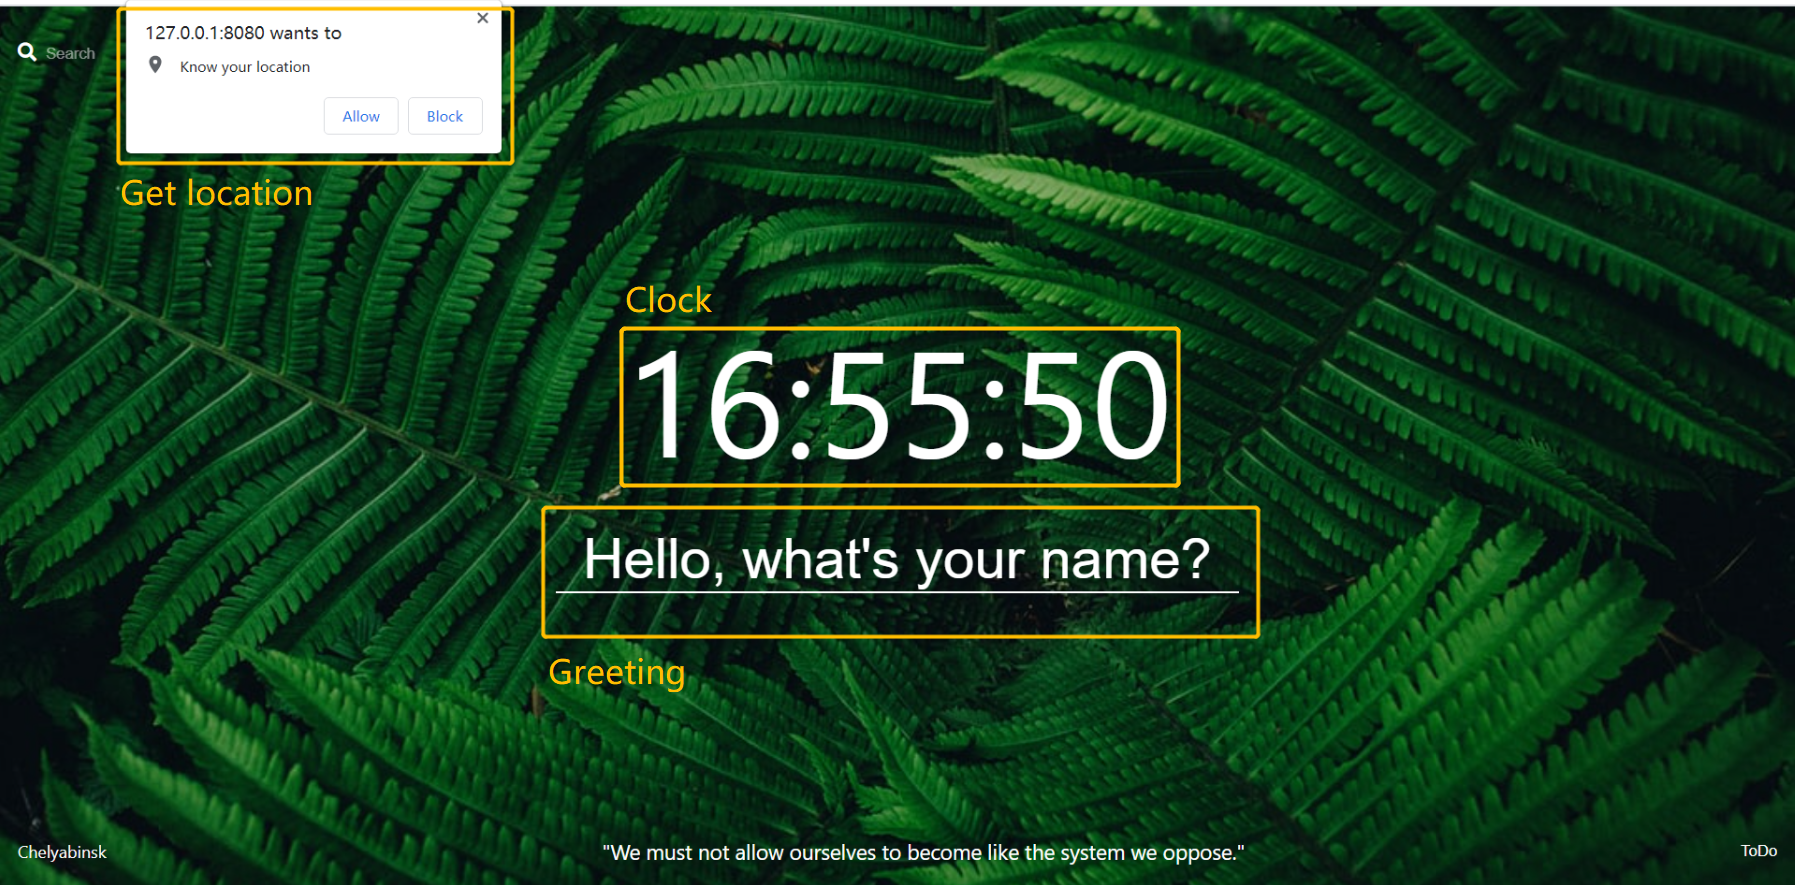 127.0.0.1:8080 wants to
Know your location
Allow
Block
Search
Get location
Clock
16:55:50
Hello, what's your name?
Greeting
Chelyabinsk
"We must not allow ourselves to become like the system we oppose."
ToDo